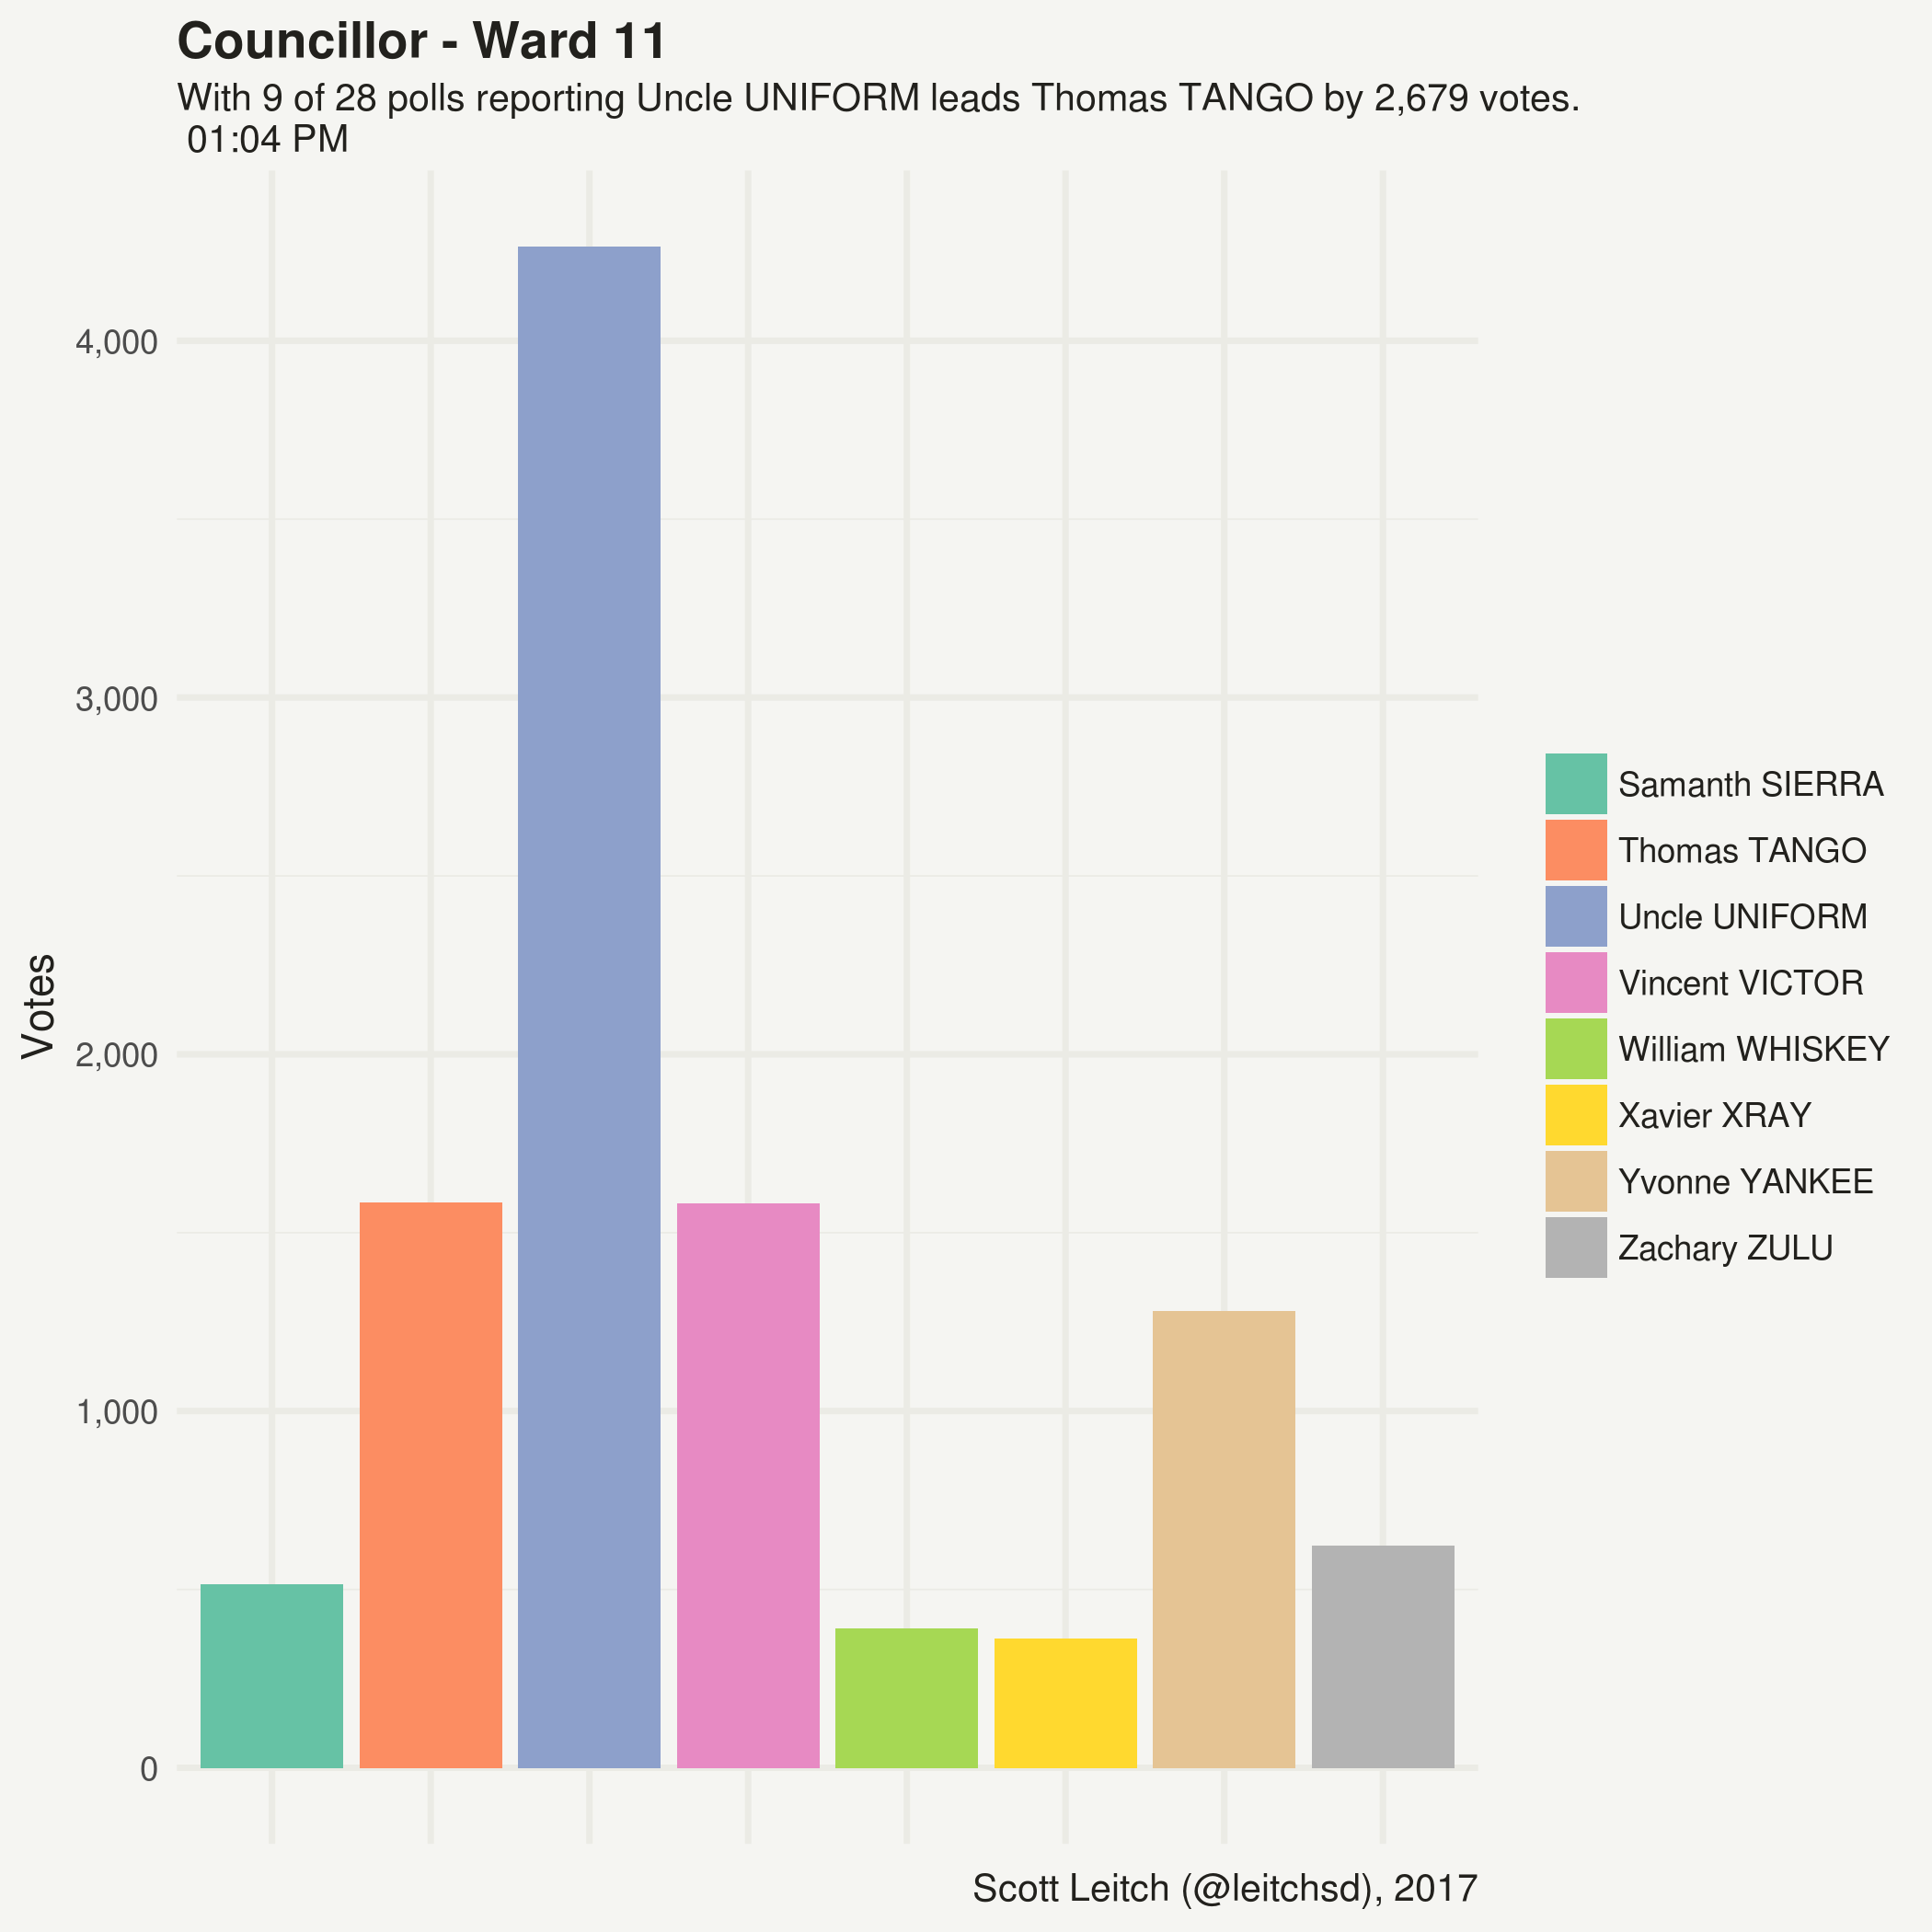 Councillor - Ward 11
With 9 of 28 polls reporting Uncle UNIFORM leads Thomas TANGO by 2,679 votes.
01:04 PM
Votes
4,000
3,000
2,000
1,000
0
Samanth SIERRA
Thomas TANGO
Uncle UNIFORM
Vincent VICTOR
William WHISKEY
Xavier XRAY
Yvonne YANKEE
Zachary ZULU
Scott Leitch (@leitchsd), 2017